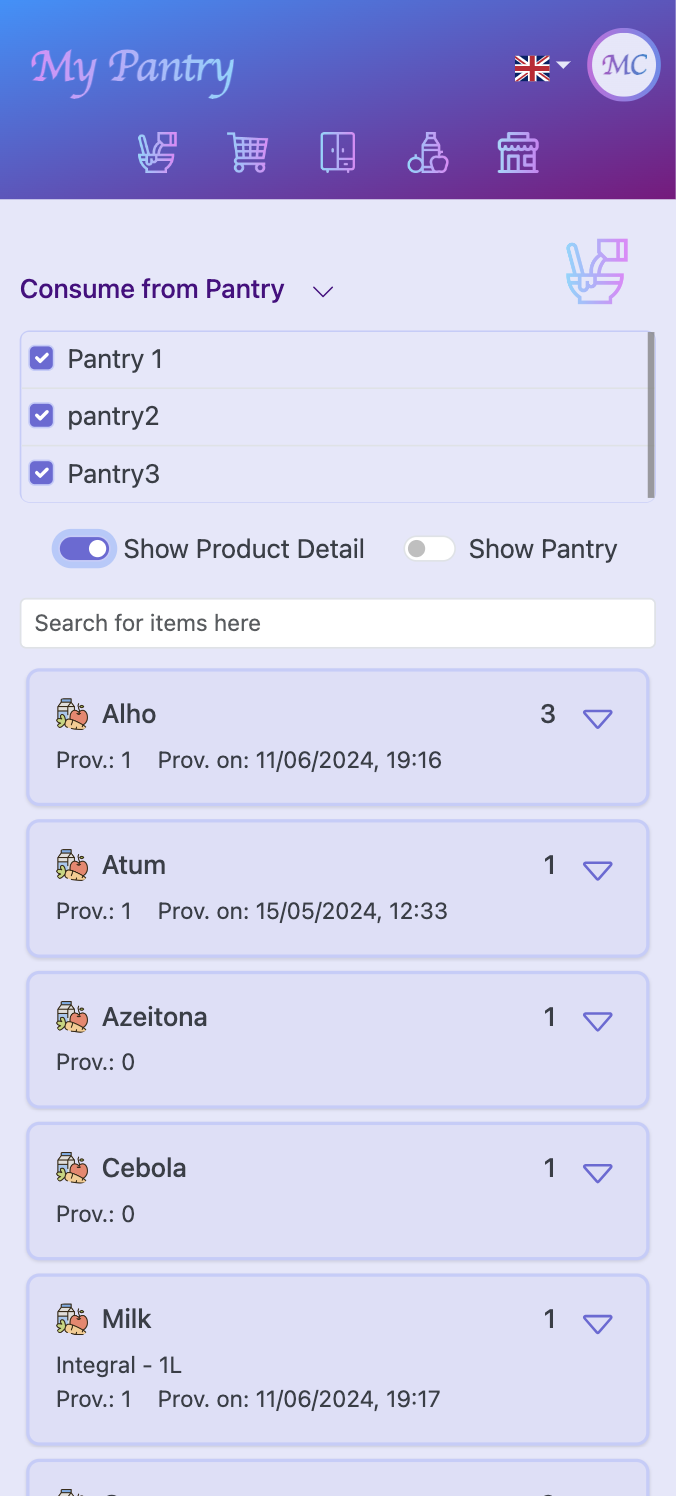 My Pantry
MC
Consume from Pantry
Pantry 1
pantry2
Pantry3
Show Product Detail Show Pantry
Search for items here
Alho 3
Prov.: 1 Prov. on: 11/06/2024, 19:16
Atum 1
Prov.: 1 Prov. on: 15/05/2024, 12:33
Azeitona 1
Prov.: 0
Cebola 1
Prov.: 0
Milk 1
Integral - 1L
Prov.: 1 Prov. on: 11/06/2024, 19:17